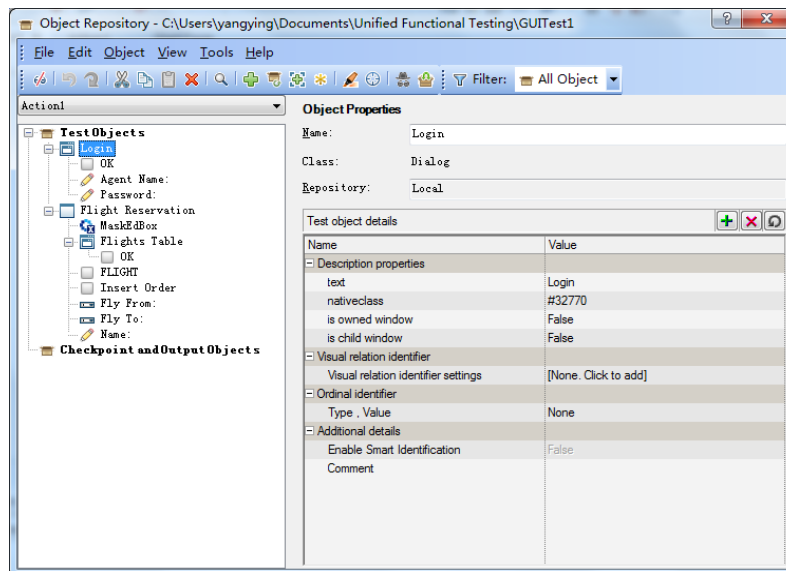 Object Repository - C:\Users\yangying\Documents\Unified Functional Testing\GUITest1
File Edit Object View Tools Help
Filter: All Object
Action1
Test Objects
Login
OK
Agent Name:
Password:
Flight Reservation
MaskEdBox
Flights Table
OK
FLIGHT
Insert Order
Fly From:
Fly To:
Name:
Checkpoint and Output Objects
Object Properties
Name: Login
Class: Dialog
Repository: Local
Test object details
Name Value
Description properties
text Login
nativeclass #32770
is owned window False
is child window False
Visual relation identifier
Visual relation identifier settings [None. Click to add]
Ordinal identifier
Type , Value None
Additional details
Enable Smart Identification False
Comment